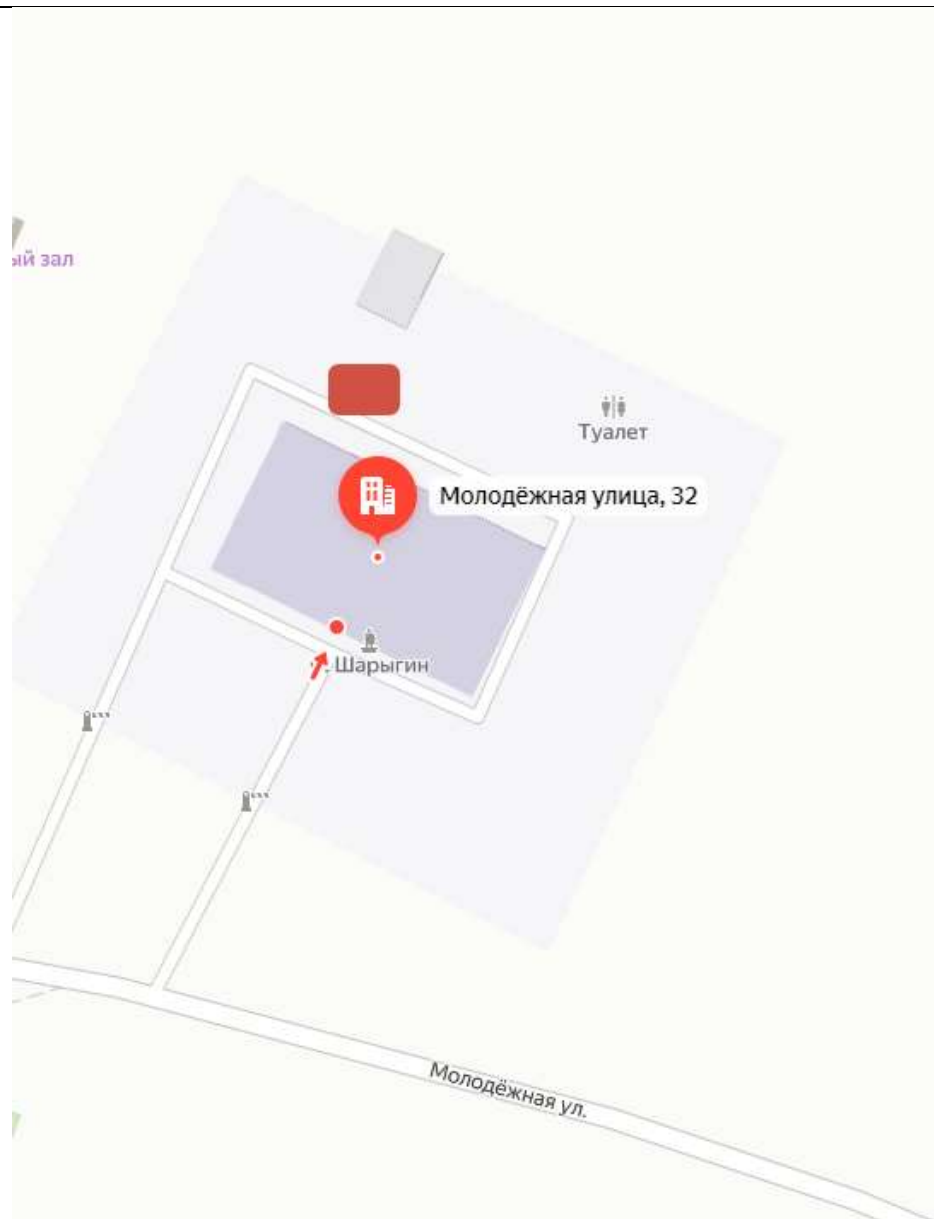 ый зал
Туалет
Молодёжная улица, 32
. Шарыгин
Молодёжная ул.